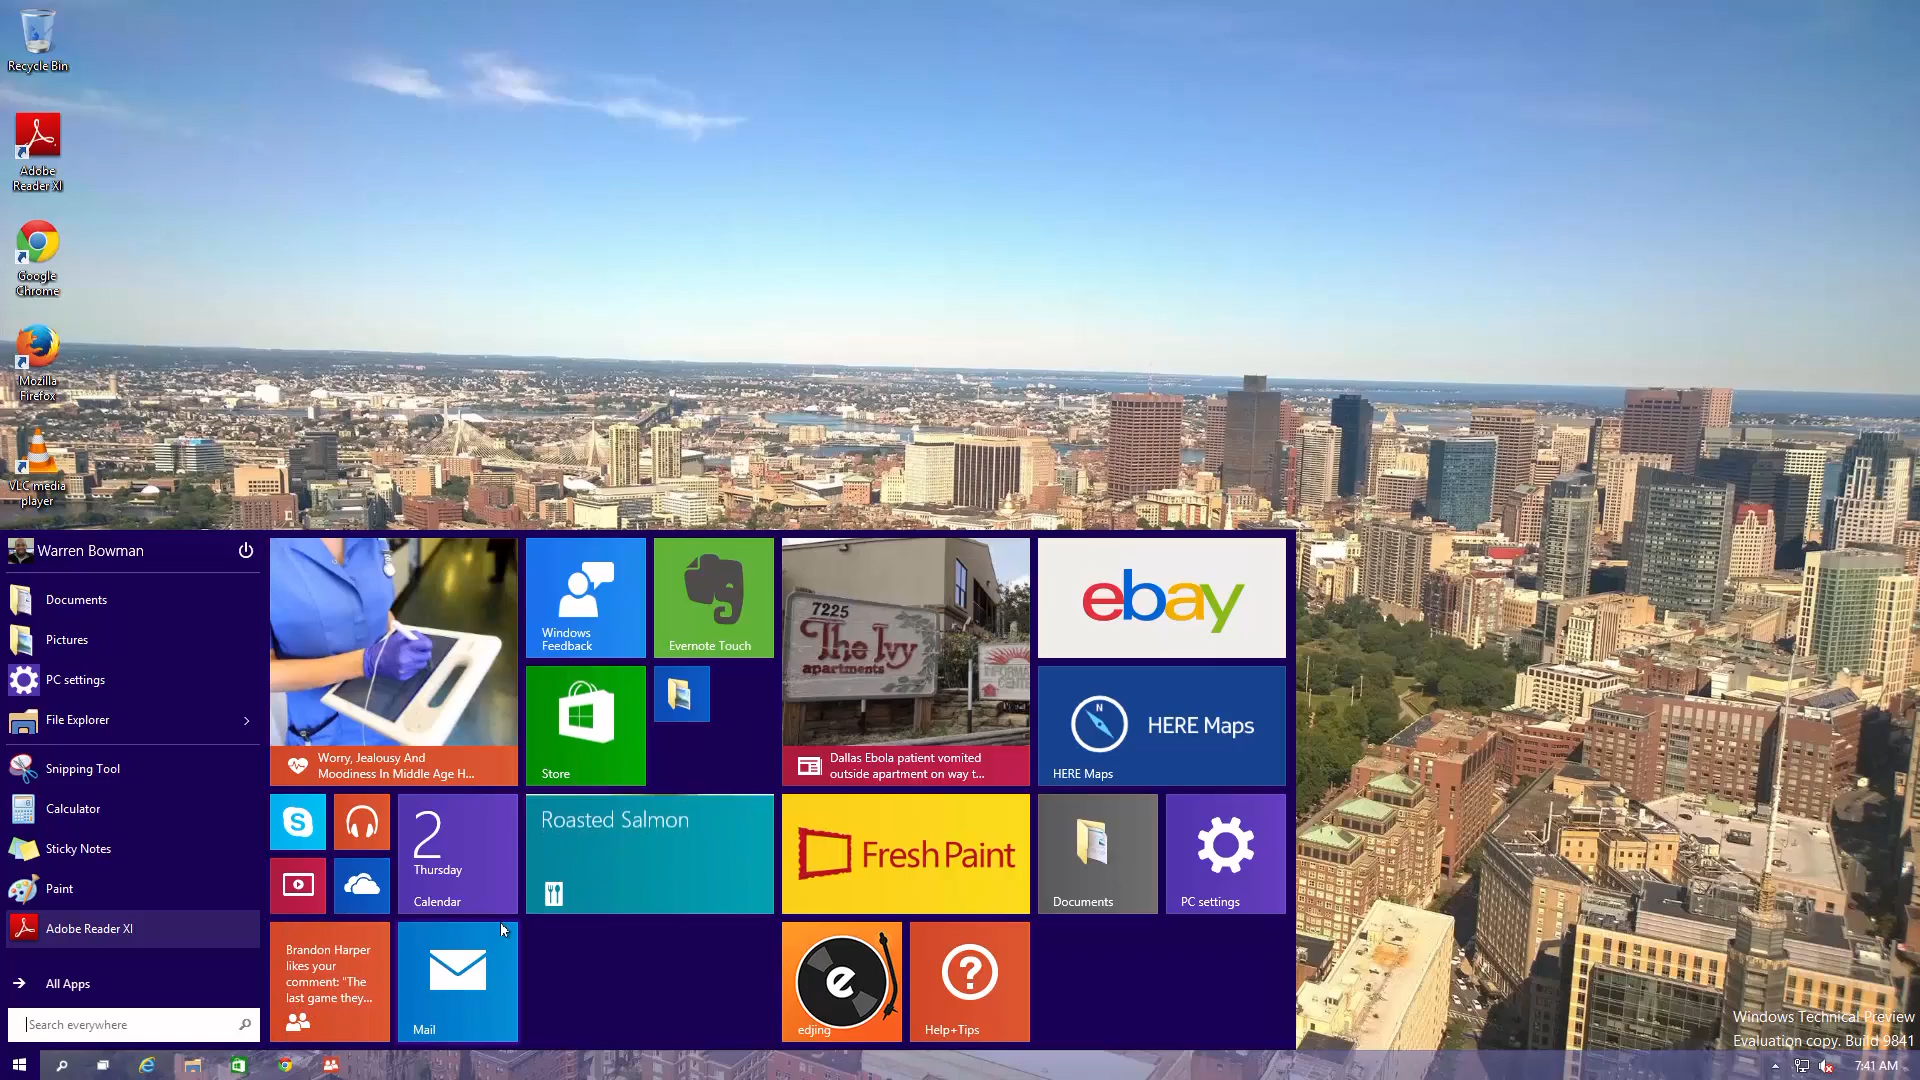 Recycle Bin
Adobe
Reader XI
Google
Chrome
Mozilla
Firefox
VLC media
player
Warren Bowman
Documents
Pictures
PC settings
File Explorer
Snipping Tool
Calculator
Sticky Notes
Paint
Adobe Reader XI
All Apps
Search everywhere
Worry, Jealousy And
Moodiness In Middle Age H...
Windows
Feedback
Evernote Touch
Store
7225
The Ivy
apartments
INFORMATION
CENTER
Dallas Ebola patient vomited
outside apartment on way t...
ebay
N
HERE Maps
HERE Maps
2
Thursday
Calendar
Roasted Salmon
Fresh Paint
Documents
PC settings
Brandon Harper
likes your
comment: "The
last game they...
Mail
e
edjing
Help+Tips
Windows Technical Preview
Evaluation copy. Build 9841
7:41 AM